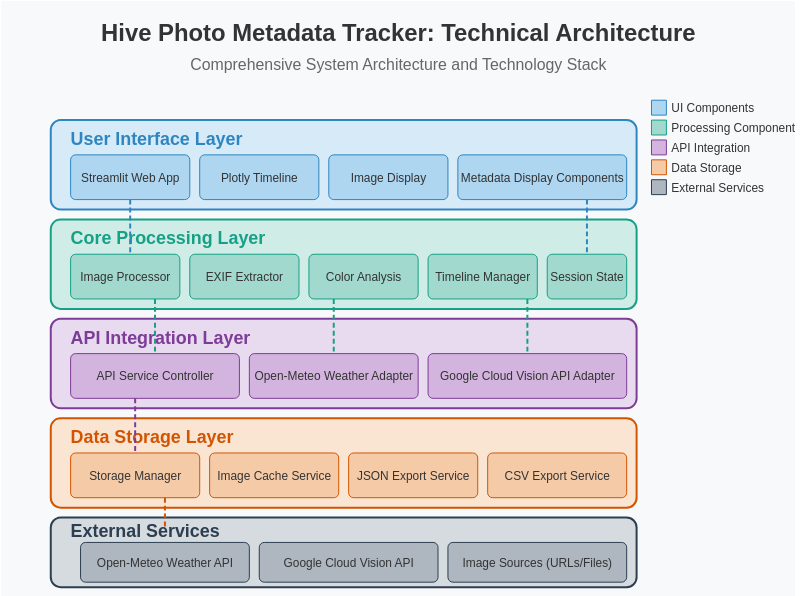 Hive Photo Metadata Tracker: Technical Architecture
Comprehensive System Architecture and Technology Stack
UI Components
Processing Component
API Integration
Data Storage
External Services
User Interface Layer
Streamlit Web App
Plotly Timeline
Image Display
Metadata Display Components
Core Processing Layer
Image Processor
EXIF Extractor
Color Analysis
Timeline Manager
Session State
API Integration Layer
API Service Controller
Open-Meteo Weather Adapter
Google Cloud Vision API Adapter
Data Storage Layer
Storage Manager
Image Cache Service
JSON Export Service
CSV Export Service
External Services
Open-Meteo Weather API
Google Cloud Vision API
Image Sources (URLs/Files)